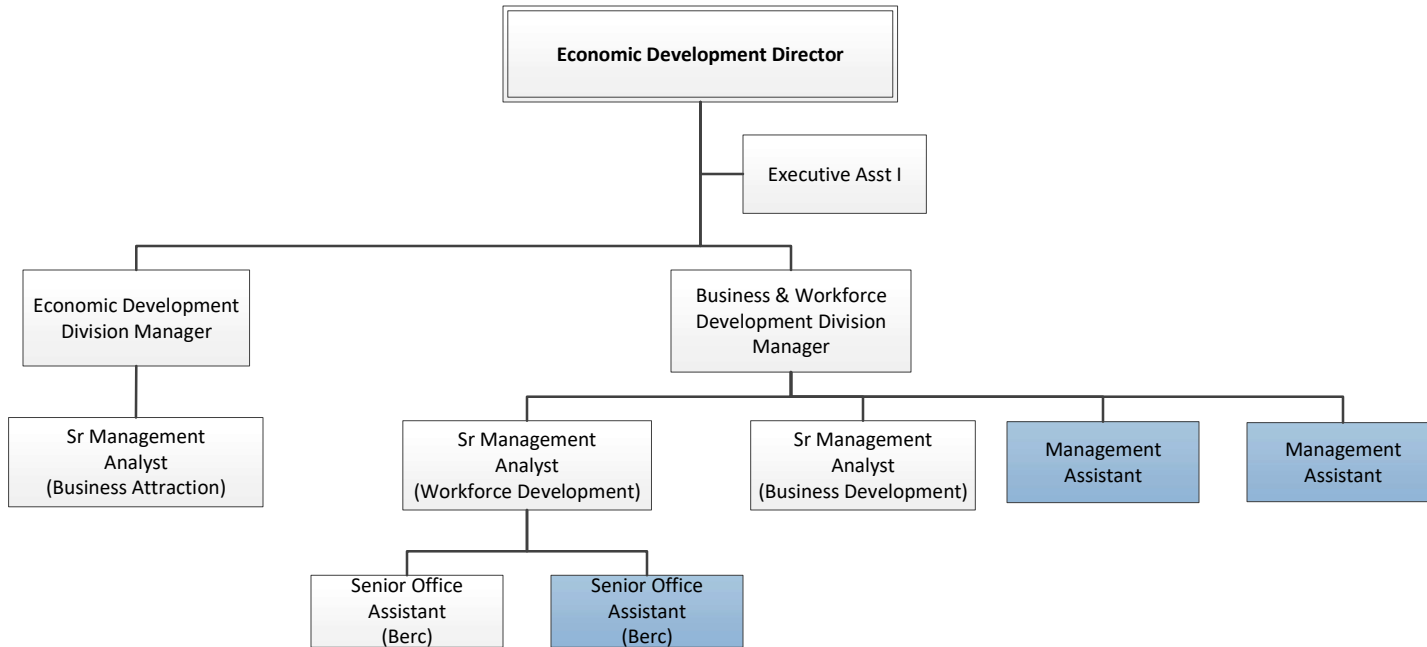 Economic Development Director
Executive Asst I
Economic Development
Division Manager
Business & Workforce
Development Division
Manager
Sr Management
Analyst
(Business Attraction)
Sr Management
Analyst
(Workforce Development)
Sr Management
Analyst
(Business Development)
Management
Assistant
Management
Assistant
Senior Office
Assistant
(Berc)
Senior Office
Assistant
(Berc)